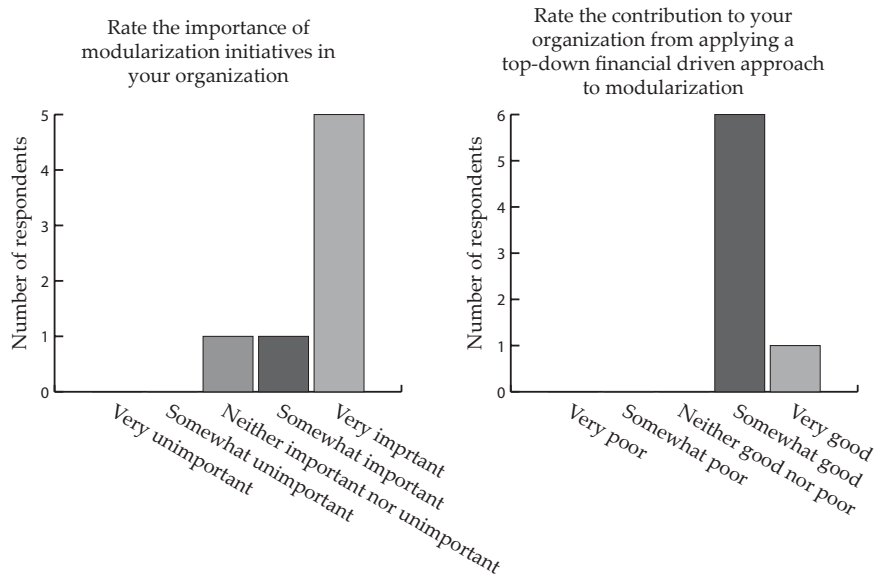 Rate the importance of
modularization initiatives in
your organization
Number of respondents
5
4
3
2
1
0
Very unimportant
Somewhat unimportant
Neither important nor unimportant
Somewhat important
Very imprtant
Rate the contribution to your
organization from applying a
top-down financial driven approach
to modularization
Number of respondents
6
5
4
3
2
1
0
Very poor
Somewhat poor
Neither good nor poor
Somewhat good
Very good